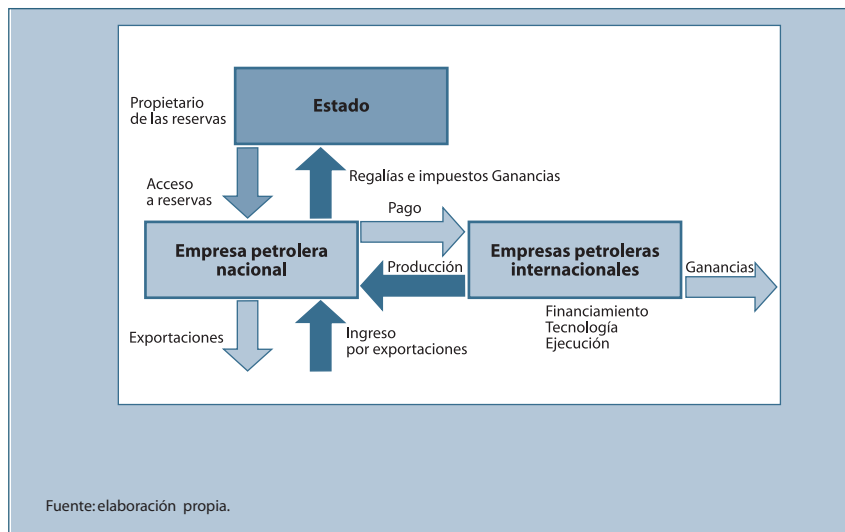 Estado
Propietario
de las reservas
Acceso
a reservas
Regalías e impuestos Ganancias
Pago
Empresa petrolera
nacional
Empresas petroleras
internacionales
Producción
Ganancias
Financiamiento
Tecnología
Ejecución
Exportaciones
Ingreso
por exportaciones
Fuente: elaboración propia.